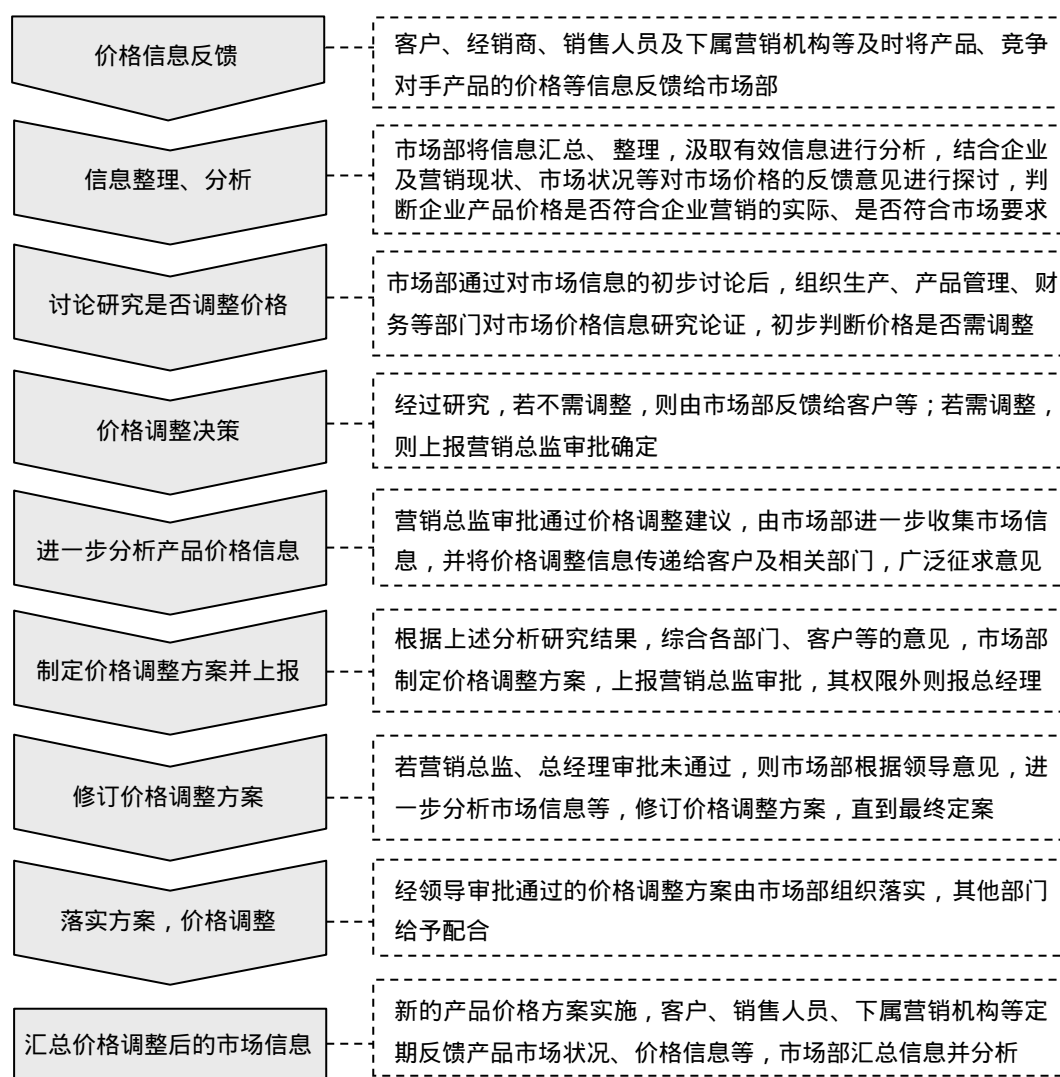 价格信息反馈
客户、经销商、销售人员及下属营销机构等及时将产品、竞争
对手产品的价格等信息反馈给市场部
信息整理、分析
市场部将信息汇总、整理，汲取有效信息进行分析，结合企业
及营销现状、市场状况等对市场价格的反馈意见进行探讨，判
断企业产品价格是否符合企业营销的实际、是否符合市场要求
讨论研究是否调整价格
市场部通过对市场信息的初步讨论后，组织生产、产品管理、财
务等部门对市场价格信息研究论证，初步判断价格是否需调整
价格调整决策
经过研究，若不需调整，则由市场部反馈给客户等；若需调整，
则上报营销总监审批确定
进一步分析产品价格信息
营销总监审批通过价格调整建议，由市场部进一步收集市场信
息，并将价格调整信息传递给客户及相关部门，广泛征求意见
制定价格调整方案并上报
根据上述分析研究结果，综合各部门、客户等的意见，市场部
制定价格调整方案，上报营销总监审批，其权限外则报总经理
修订价格调整方案
若营销总监、总经理审批未通过，则市场部根据领导意见，进
一步分析市场信息等，修订价格调整方案，直到最终定案
落实方案，价格调整
经领导审批通过的价格调整方案由市场部组织落实，其他部门
给予配合
汇总价格调整后的市场信息
新的产品价格方案实施，客户、销售人员、下属营销机构等定
期反馈产品市场状况、价格信息等，市场部汇总信息并分析